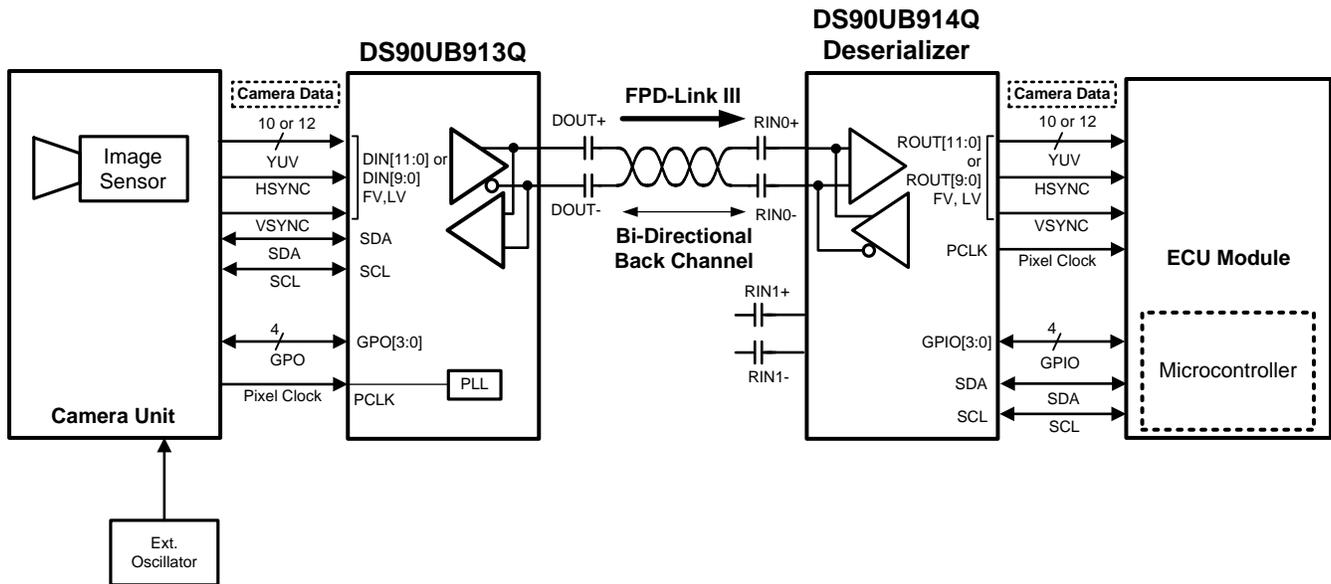 DS90UB913Q
DS90UB914Q
Deserializer
Camera Data
10 or 12
YUV
HSYNC
VSYNC
SDA
SCL
4
GPO
Pixel Clock
Image
Sensor
Camera Unit
Ext.
Oscillator
DIN[11:0] or
DIN[9:0]
FV,LV
SDA
SCL
GPO[3:0]
PCLK
PLL
DOUT+
DOUT-
FPD-Link III
Bi-Directional
Back Channel
RIN0+
RIN0-
RIN1+
RIN1-
ROUT[11:0]
or
ROUT[9:0]
FV, LV
PCLK
GPIO[3:0]
SDA
SCL
Camera Data
10 or 12
YUV
HSYNC
VSYNC
Pixel Clock
4
GPIO
SDA
SCL
ECU Module
Microcontroller